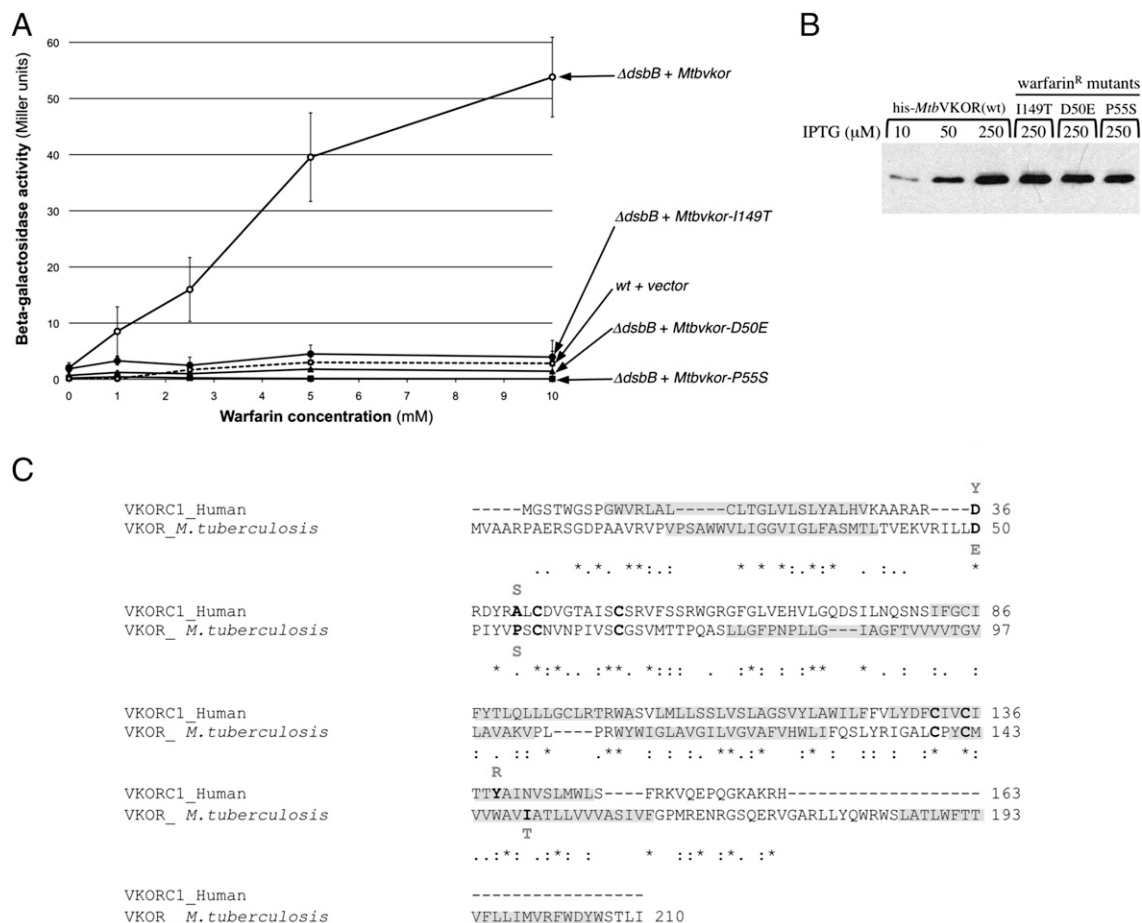 A
Beta-galactosidase activity (Miller units)
60
50
40
30
20
10
0
0 1 2 3 4 5 6 7 8 9 10
Warfarin concentration (mM)
ΔdsbB + Mtbvkor
ΔdsbB + Mtbvkor-I149T
wt + vector
ΔdsbB + Mtbvkor-D50E
ΔdsbB + Mtbvkor-P55S
B
warfarinᴿ mutants
his-MtbVKOR(wt) I149T D50E P55S
IPTG (µM) 10 50 250 250 250 250
C
Y
VKORC1_Human -----MGSTWGSPGWVRLAL-----CLTGLVLSLYALHVKAARAR----D 36
VKOR_M.tuberculosis MVAARPAERSGDPAAVRVPVPSAWWVLIGGVIGLFASMTLTVEKVRILLD 50
E
.. *..* **:.: * * *.: . :.. *
S
VKORC1_Human RDYRALCDVGTAISCSRVFSSRWGRGFGLVEHVLGQDSILNQSNSIFGCI 86
VKOR_ M.tuberculosis PIYVPSCNVNPIVSCGSVMTTPQASLLGFPNPLLG---IAGFTVVVVTGV 97
S
* . *:*. :** *::: . .: : :** * . : :. :
VKORC1_Human FYTLQLLLGCLRTRWASVLMLLSSLVSLAGSVYLAWILFFVLYDFCIVCI 136
VKOR_ M.tuberculosis LAVAKVPL----PRWYWIGLAVGILVGVAFVHWLIFQSLYRIGALCPYCM 143
: . :: * .** : : :. **.:* :* : :: : :* *:
R
VKORC1_Human TTYAINVSLMWLS----FRKVQEPQGKAKRH------------------- 163
VKOR_ M.tuberculosis VVWAVIATLLVVVASIVFGPMRENRGSQERVGARLLYQWRWSLATLWFTT 193
T
..:*: .:*: : * ::* :*. :*
VKORC1_Human -----------------
VKOR_ M.tuberculosis VFLLIMVRFWDYWSTLI 210